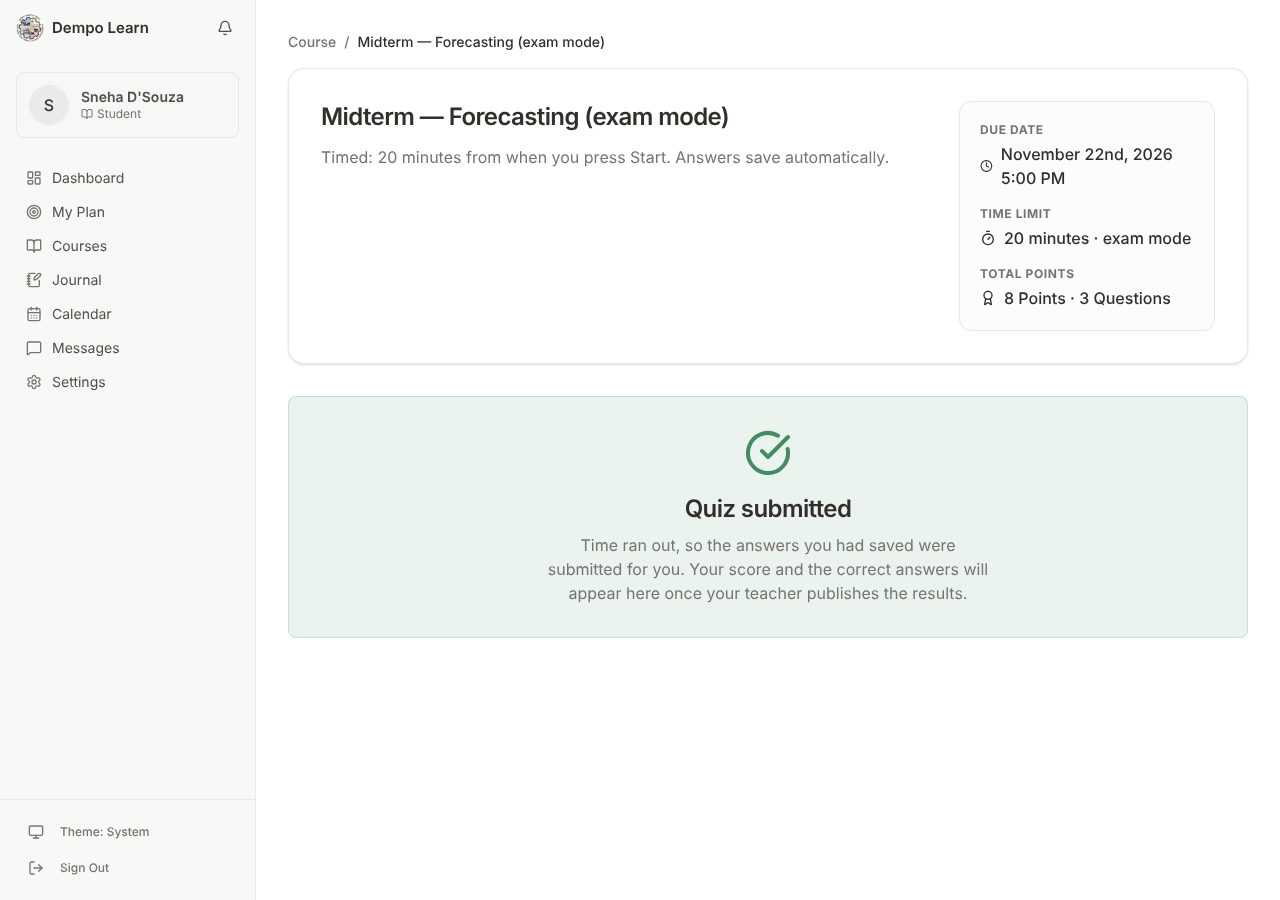 Dempo Learn
S
Sneha D'Souza
Student
Dashboard
My Plan
Courses
Journal
Calendar
Messages
Settings
Theme: System
Sign Out
Course / Midterm — Forecasting (exam mode)
Midterm — Forecasting (exam mode)
Timed: 20 minutes from when you press Start. Answers save automatically.
DUE DATE
November 22nd, 2026
5:00 PM
TIME LIMIT
20 minutes · exam mode
TOTAL POINTS
8 Points · 3 Questions
Quiz submitted
Time ran out, so the answers you had saved were
submitted for you. Your score and the correct answers will
appear here once your teacher publishes the results.